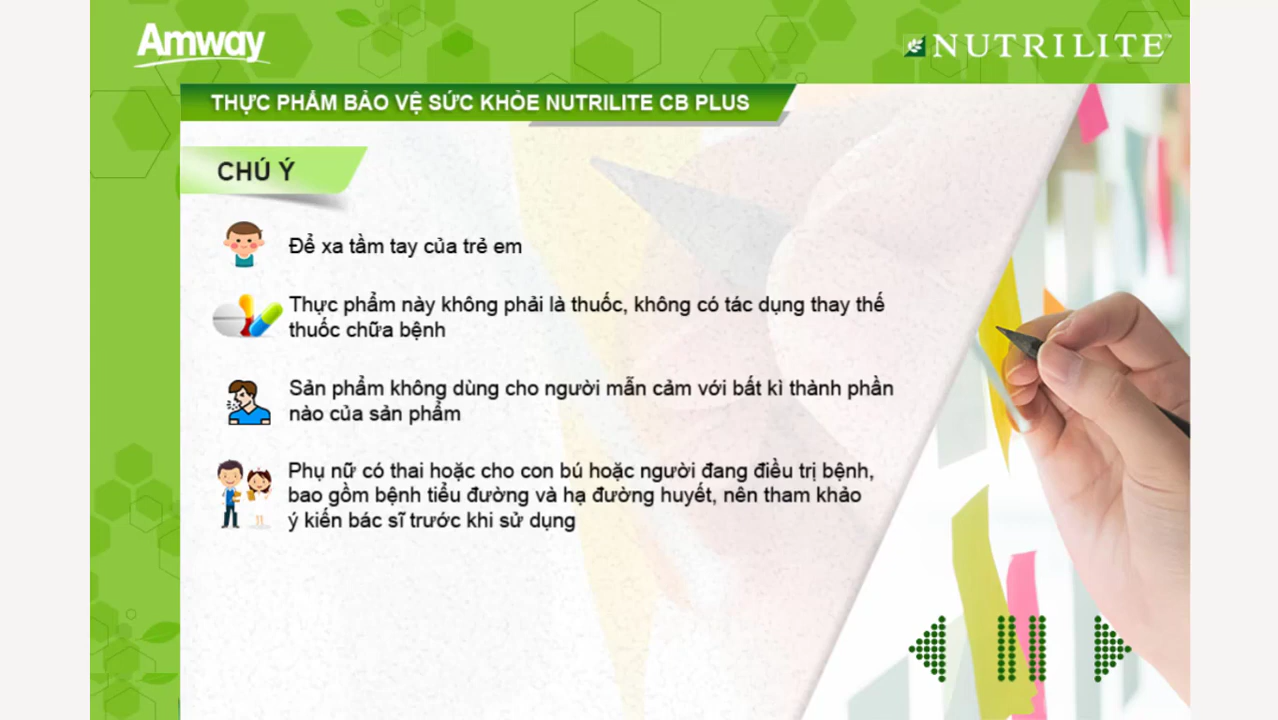 Amway
NUTRILITE™
THỰC PHẨM BẢO VỆ SỨC KHỎE NUTRILITE CB PLUS
CHÚ Ý
Để xa tầm tay của trẻ em
Thực phẩm này không phải là thuốc, không có tác dụng thay thế
thuốc chữa bệnh
Sản phẩm không dùng cho người mẫn cảm với bất kì thành phần
nào của sản phẩm
Phụ nữ có thai hoặc cho con bú hoặc người đang điều trị bệnh,
bao gồm bệnh tiểu đường và hạ đường huyết, nên tham khảo
ý kiến bác sĩ trước khi sử dụng